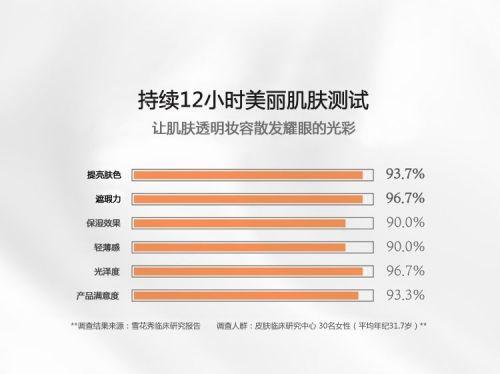 持续12小时美丽肌肤测试
让肌肤透明妆容散发耀眼的光彩
提亮肤色 93.7%
遮瑕力 96.7%
保湿效果 90.0%
轻薄感 90.0%
光泽度 96.7%
产品满意度 93.3%
**调查结果来源：雪花秀临床研究报告 调查人群：皮肤临床研究中心 30名女性（平均年纪31.7岁）**